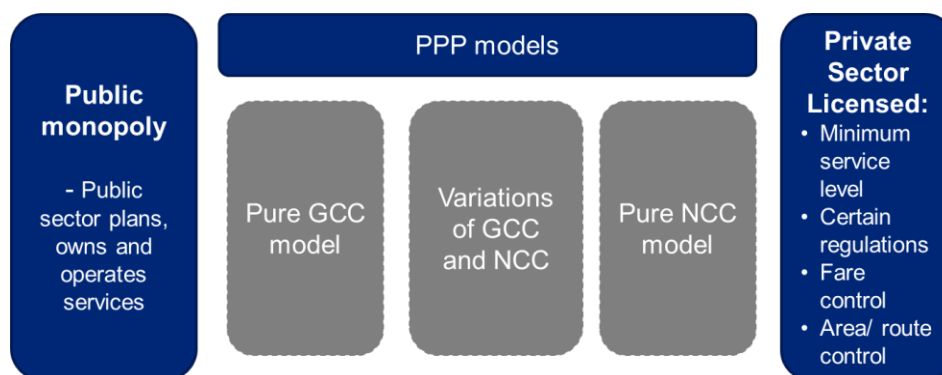 Public
monopoly
- Public
sector plans,
owns and
operates
services
PPP models
Pure GCC
model
Variations
of GCC
and NCC
Pure NCC
model
Private
Sector
Licensed:
• Minimum
service
level
• Certain
regulations
• Fare
control
• Area/ route
control